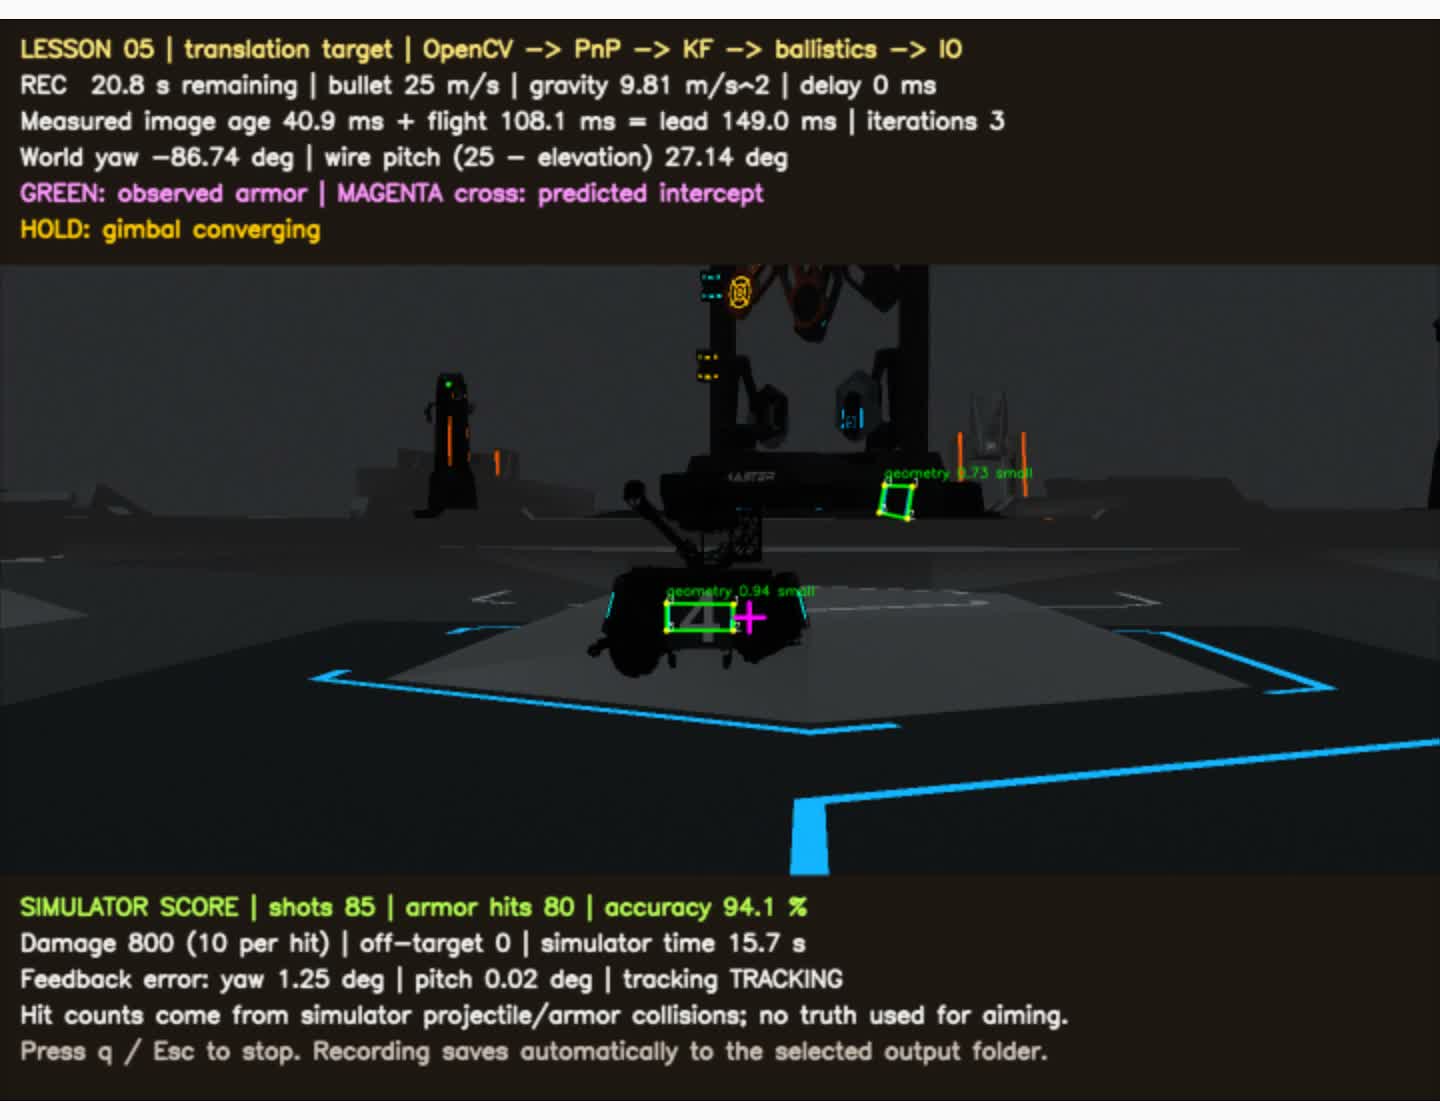 LESSON 05 | translation target | OpenCV -> PnP -> KF -> ballistics -> IO
REC 20.8 s remaining | bullet 25 m/s | gravity 9.81 m/s^2 | delay 0 ms
Measured image age 40.9 ms + flight 108.1 ms = lead 149.0 ms | iterations 3
World yaw -86.74 deg | wire pitch (25 - elevation) 27.14 deg
GREEN: observed armor | MAGENTA cross: predicted intercept
HOLD: gimbal converging
geometry 0.73 small
geometry 0.94 small
4
SIMULATOR SCORE | shots 85 | armor hits 80 | accuracy 94.1 %
Damage 800 (10 per hit) | off-target 0 | simulator time 15.7 s
Feedback error: yaw 1.25 deg | pitch 0.02 deg | tracking TRACKING
Hit counts come from simulator projectile/armor collisions; no truth used for aiming.
Press q / Esc to stop. Recording saves automatically to the selected output folder.